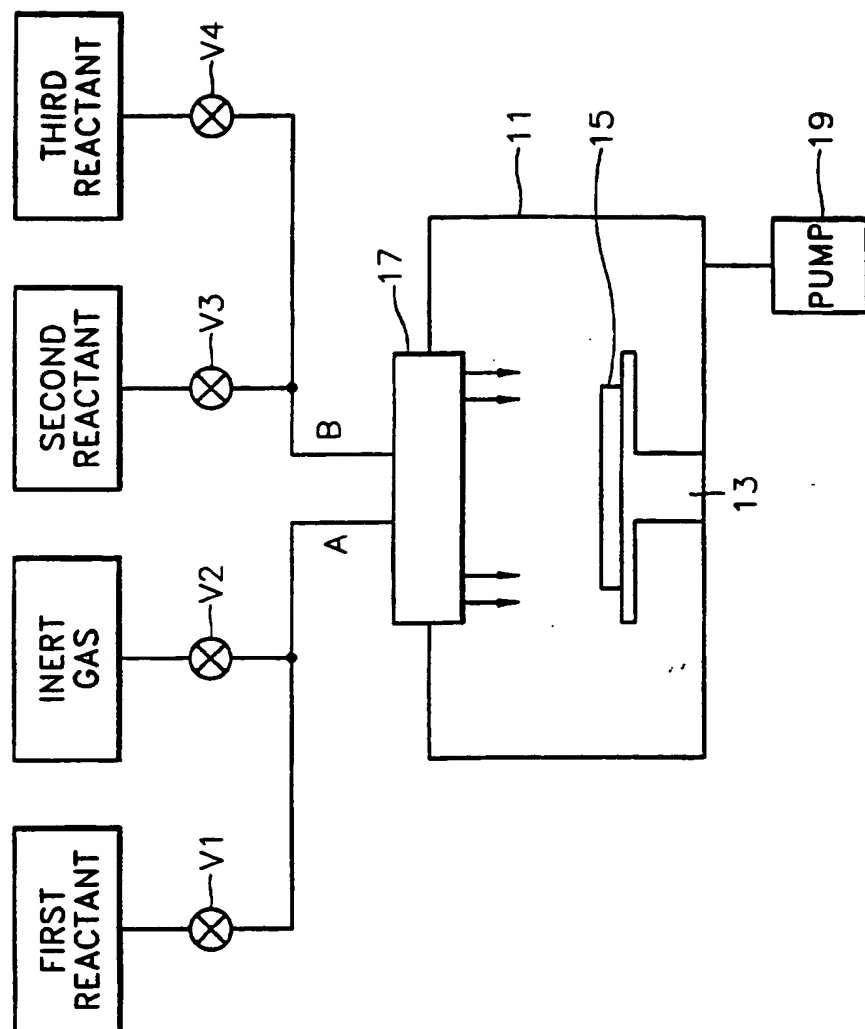 FIRST
REACTANT
INERT
GAS
SECOND
REACTANT
THIRD
REACTANT
V1
V2
V3
V4
A
B
17
11
15
13
19
PUMP